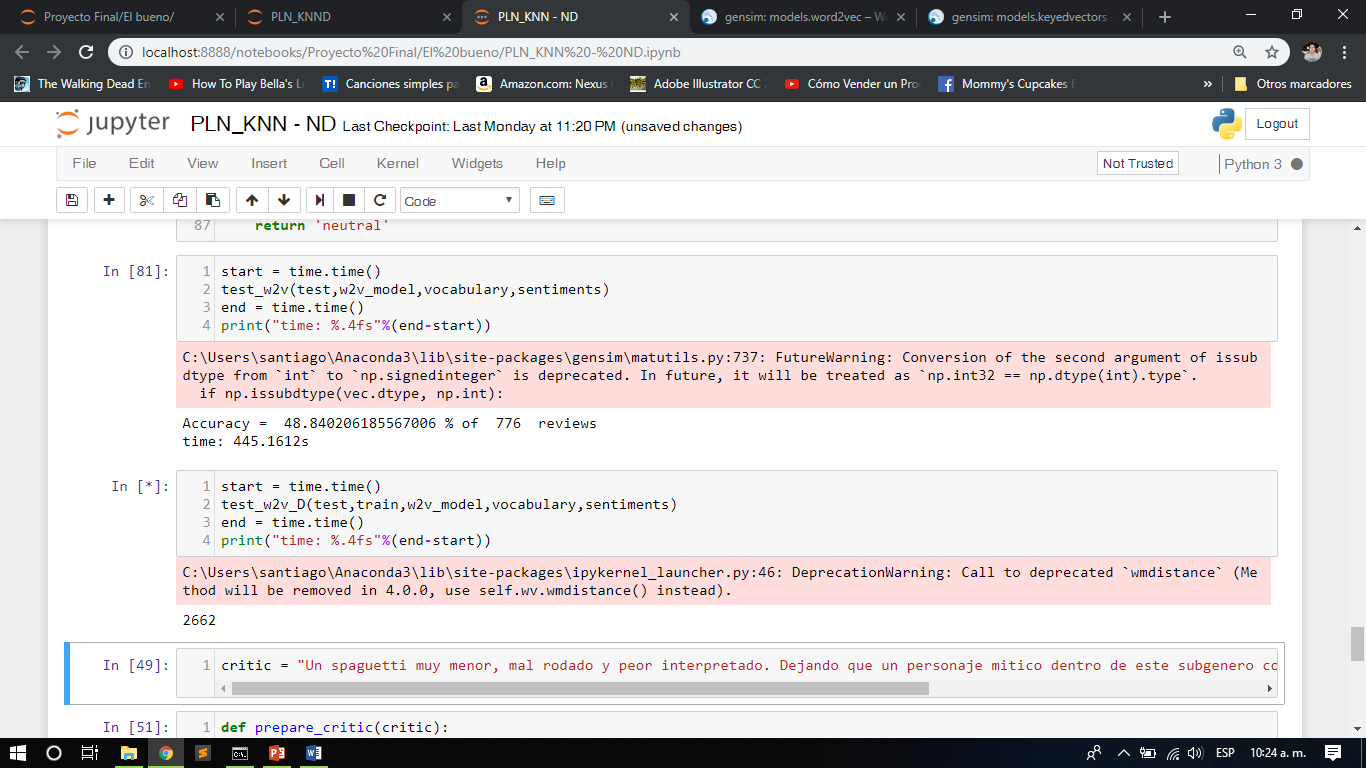 Proyecto Final/El bueno/
PLN_KNND
PLN_KNN - ND
gensim: models.word2vec – W
gensim: models.keyedvectors
localhost:8888/notebooks/Proyecto%20Final/El%20bueno/PLN_KNN%20-%20ND.ipynb
The Walking Dead En
How To Play Bella's L
T!
Canciones simples pa
Amazon.com: Nexus
Adobe Illustrator CC
Cómo Vender un Pro
Mommy's Cupcakes
»
Otros marcadores
jupyter
PLN_KNN - ND Last Checkpoint: Last Monday at 11:20 PM (unsaved changes)
Logout
File Edit View Insert Cell Kernel Widgets Help
Not Trusted
Python 3
Code
87 return 'neutral'
In [81]:
1 start = time.time()
2 test_w2v(test,w2v_model,vocabulary,sentiments)
3 end = time.time()
4 print("time: %.4fs"%(end-start))
C:\Users\santiago\Anaconda3\lib\site-packages\gensim\matutils.py:737: FutureWarning: Conversion of the second argument of issub
dtype from `int` to `np.signedinteger` is deprecated. In future, it will be treated as `np.int32 == np.dtype(int).type`.
if np.issubdtype(vec.dtype, np.int):
Accuracy =  48.840206185567006 % of  776  reviews
time: 445.1612s
In [*]:
1 start = time.time()
2 test_w2v_D(test,train,w2v_model,vocabulary,sentiments)
3 end = time.time()
4 print("time: %.4fs"%(end-start))
C:\Users\santiago\Anaconda3\lib\site-packages\ipykernel_launcher.py:46: DeprecationWarning: Call to deprecated `wmdistance` (Me
thod will be removed in 4.0.0, use self.wv.wmdistance() instead).
2662
In [49]:
1 critic = "Un spaguetti muy menor, mal rodado y peor interpretado. Dejando que un personaje mitico dentro de este subgenero co
In [51]:
1 def prepare_critic(critic):
ESP
10:24 a. m.